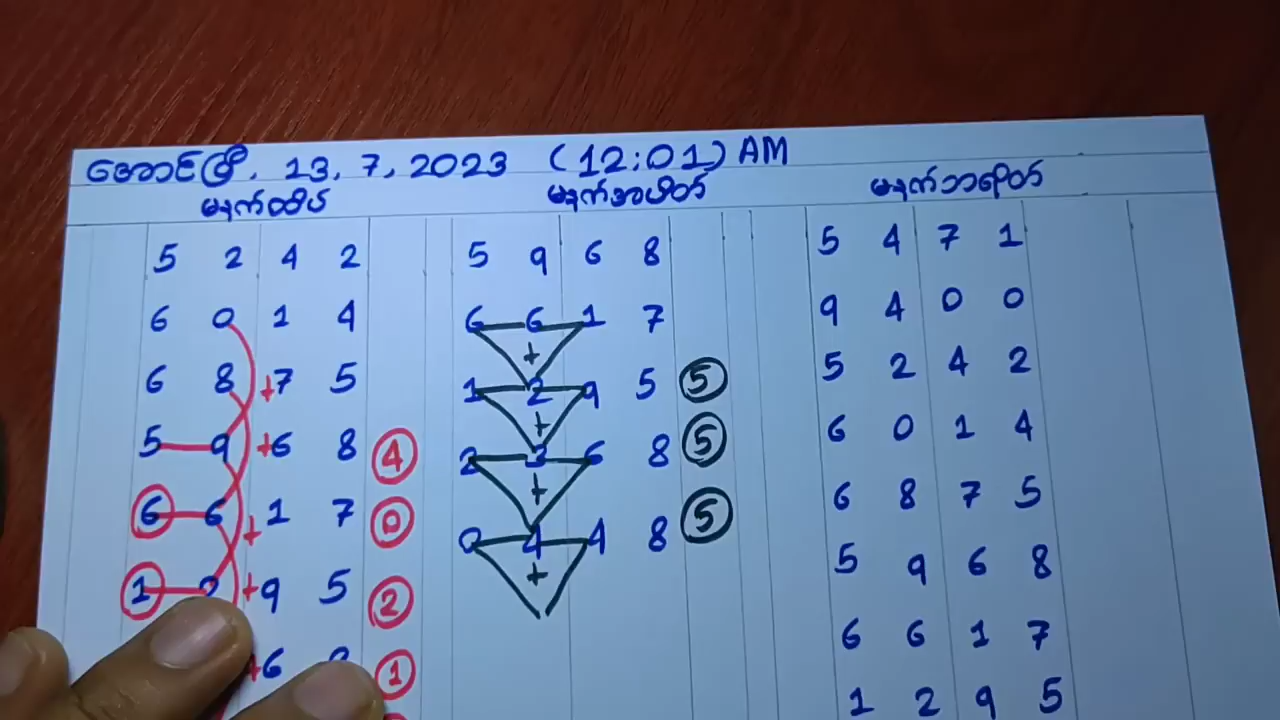 အောင်ကြီး. 13. 7. 2023 (12:01) AM
မနက်ထိပ် မနက်အပိတ် မနက်ဘရိတ်
5 2 4 2 5 9 6 8 5 4 7 1
6 0 1 4 6 6 1 7 9 4 0 0
6 8 +7 5 + 1 2 9 5 5 5 2 4 2
5 9 +6 8 4 + 2 3 6 8 5 6 0 1 4
6 6 +1 7 0 + 0 4 4 8 5 6 8 7 5
1 +9 5 2 + 5 9 6 8
+6 1 6 6 1 7
1 2 9 5